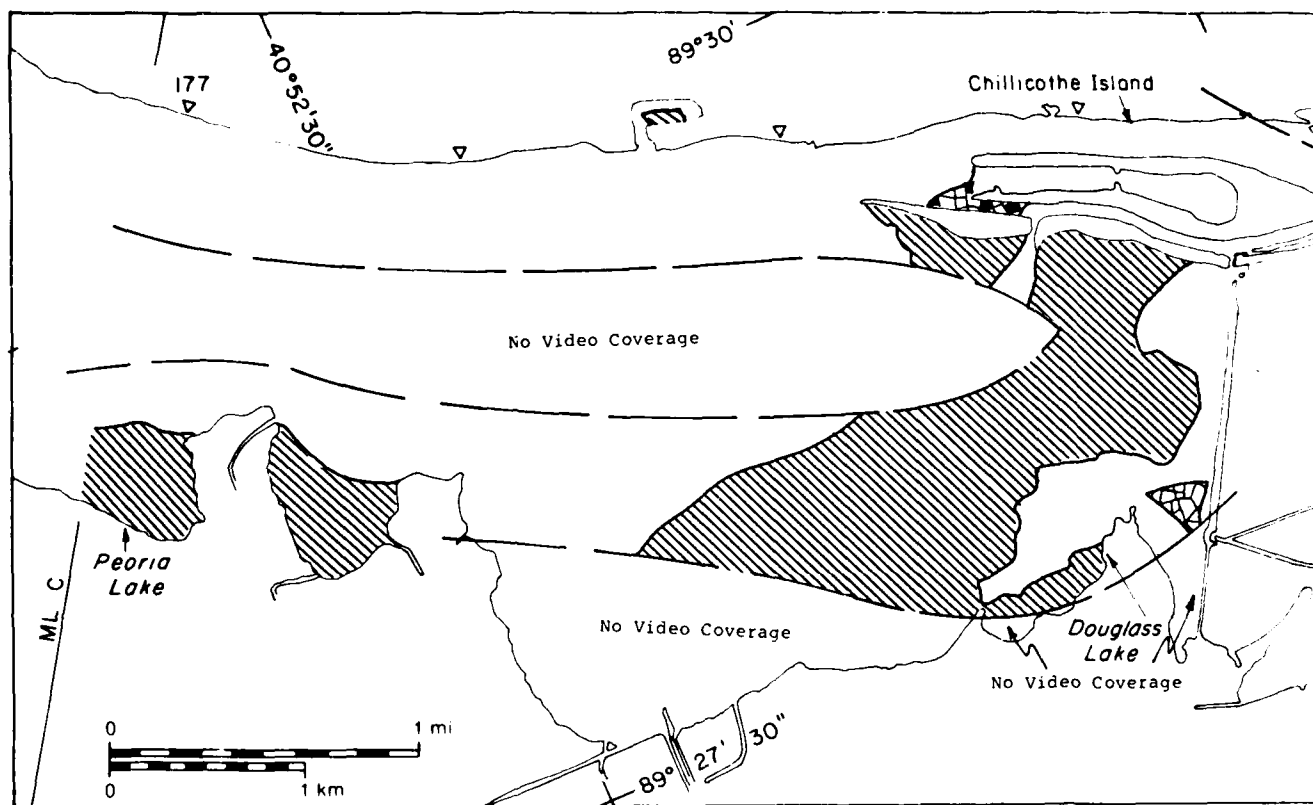 177
40°52'30"
89°30'
Chillicothe Island
No Video Coverage
Peoria
Lake
ML C
No Video Coverage
Douglass
Lake
No Video Coverage
0
1 mi
0
1 km
89° 27' 30"